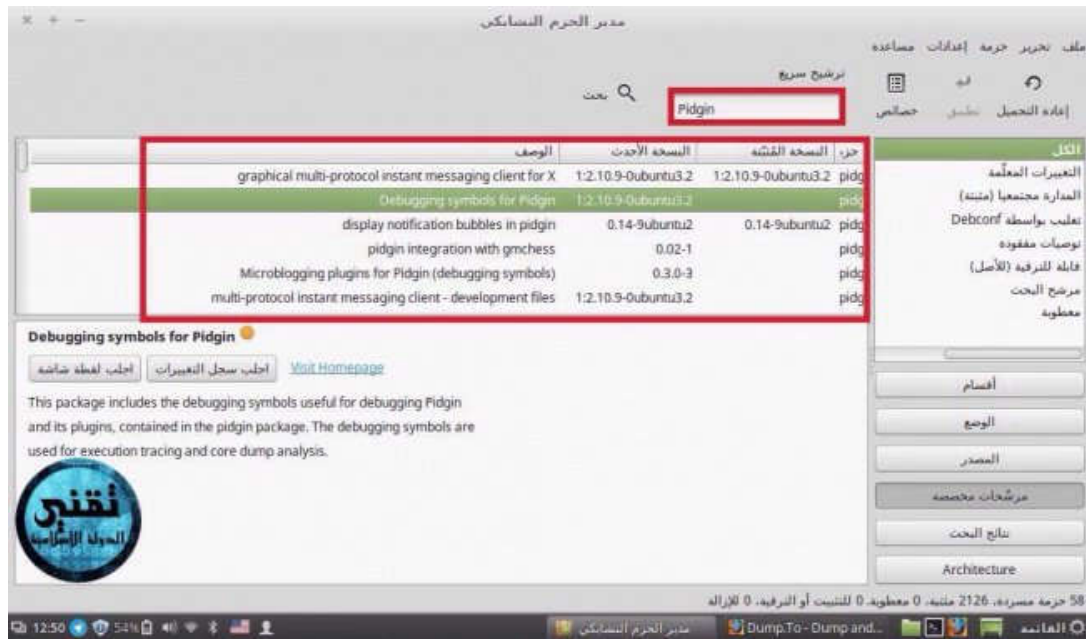 مدير الحزم النسابتكي
ملف تحرير حزمة إعدادات مساعدة
إعادة التحميل تطبيق خصائص
ترشيح سريع
Pidgin
بحث
الكل
التغييرات المعلّمة
المدارة مجتمعيا (مثبتة)
تغليب بواسطة Debconf
توصيات مفقودة
قابلة للترقية (للأصل)
مرشح البحث
معطوبة
حزم النسخة المُثبّتة النسخة الأحدث الوصف
pidg 1:2.10.9-0ubuntu3.2 1:2.10.9-0ubuntu3.2 graphical multi-protocol instant messaging client for X
pidg 1:2.10.9-0ubuntu3.2 Debugging symbols for Pidgin
pidg 0.14-9ubuntu2 0.14-9ubuntu2 display notification bubbles in pidgin
pidg 0.02-1 pidgin integration with gmchess
pidg 0.3.0-3 Microblogging plugins for Pidgin (debugging symbols)
pidg 1:2.10.9-0ubuntu3.2 multi-protocol instant messaging client - development files
Debugging symbols for Pidgin
اجلب لقطة شاشة اجلب سجل التغييرات Visit Homepage
This package includes the debugging symbols useful for debugging Pidgin
and its plugins, contained in the pidgin package. The debugging symbols are
used for execution tracing and core dump analysis.
أقسام
الوضع
المصدر
مرشّحات مخصصة
نتائج البحث
Architecture
تقني
الدولة الإسلامية
58 حزمة مسردة، 2126 مثبتة، 0 معطوبة. 0 للتثبيت أو الترقية، 0 للإزالة
القائمة
Dump.To - Dump and...
مدير الحزم النسابتكي
54%
12:50